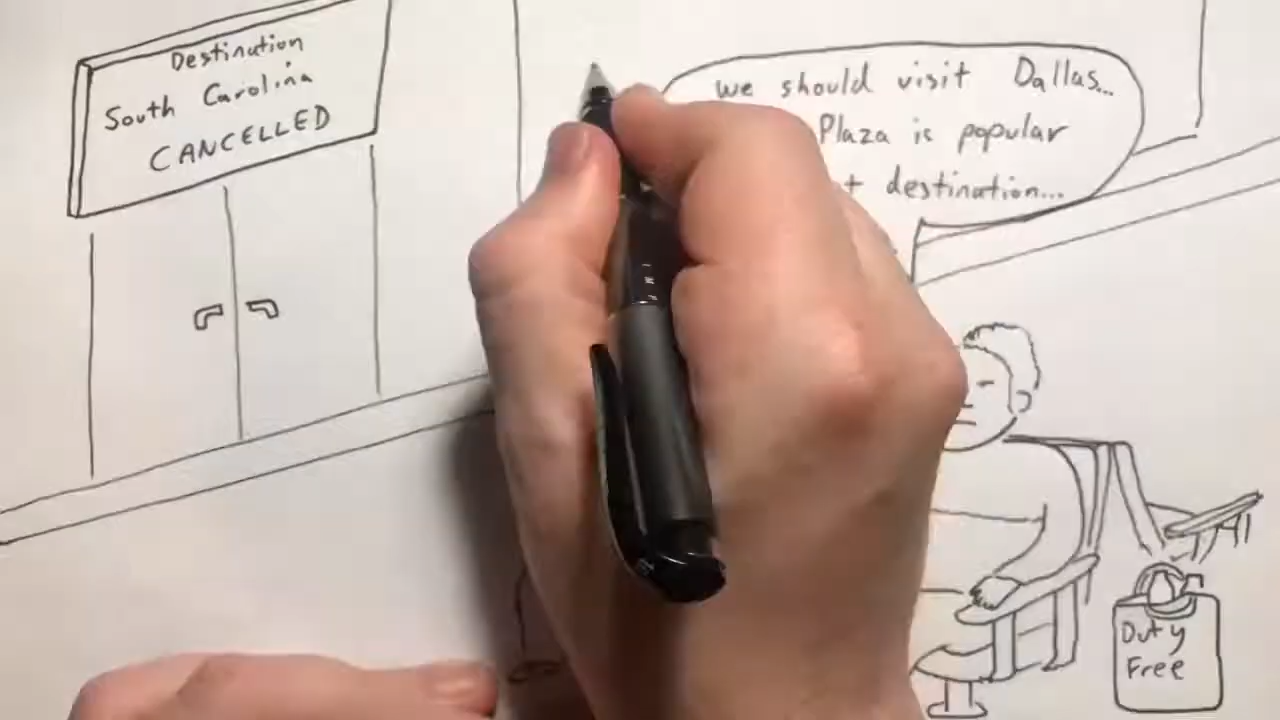 Destination
South Carolina
CANCELLED
we should visit Dallas...
Plaza is popular
destination...
Duty
Free